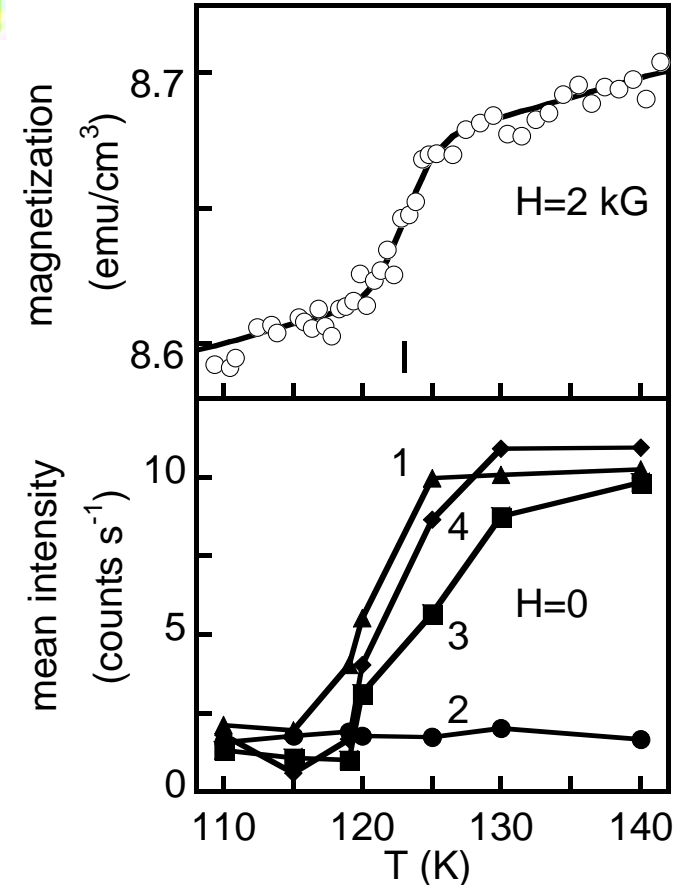 magnetization
(emu/cm³)
8.7
8.6
H=2 kG
mean intensity
(counts s⁻¹)
10
5
0
1
4
3
2
H=0
110
120
130
140
T (K)